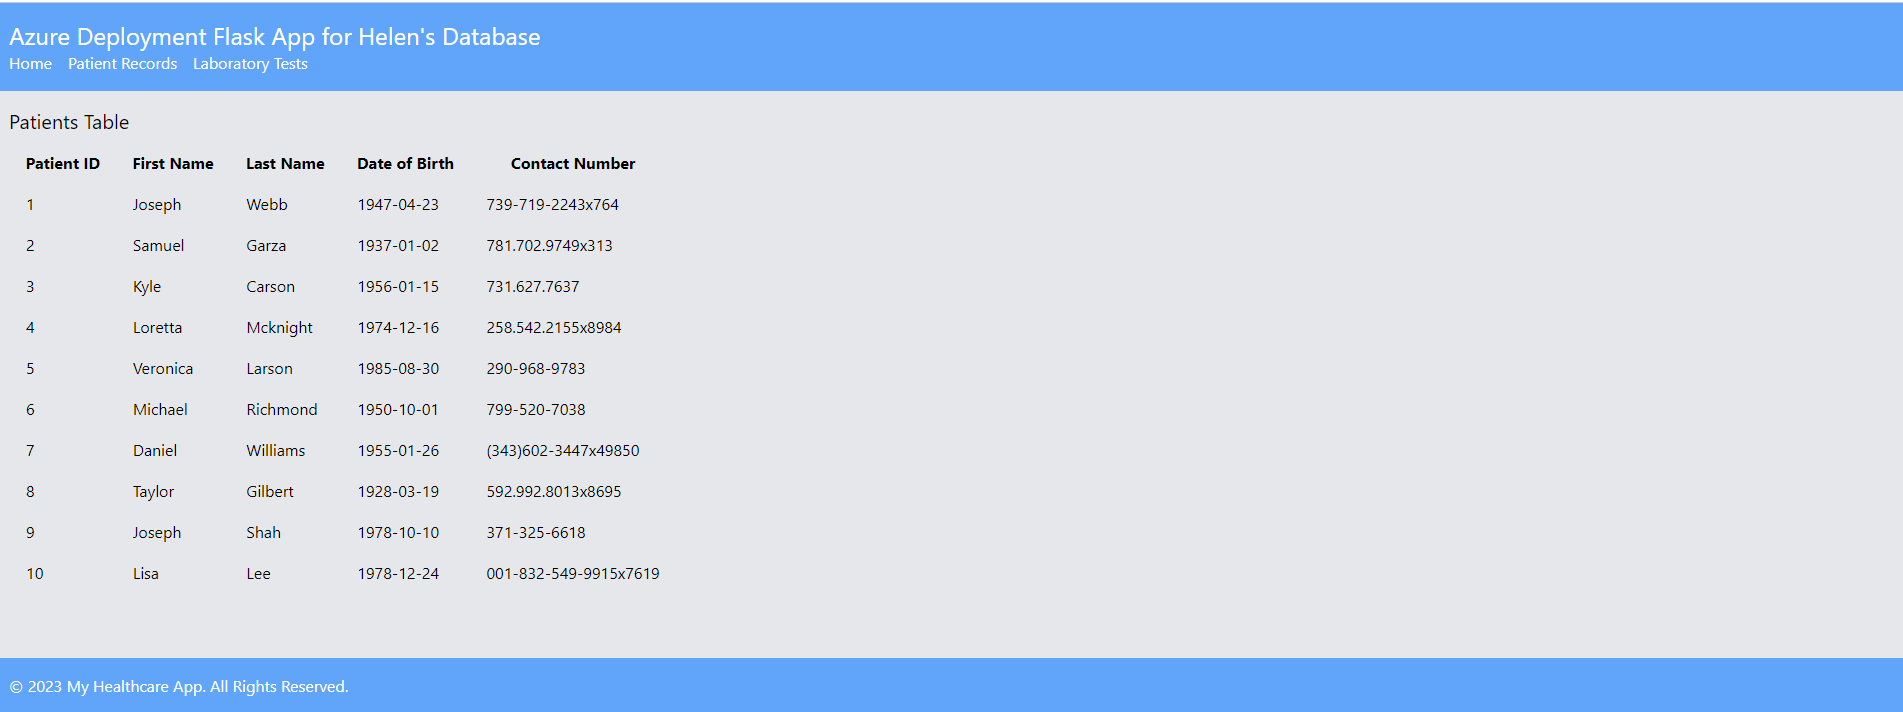 Azure Deployment Flask App for Helen's Database
Home Patient Records Laboratory Tests
Patients Table
Patient ID First Name Last Name Date of Birth Contact Number
1 Joseph Webb 1947-04-23 739-719-2243x764
2 Samuel Garza 1937-01-02 781.702.9749x313
3 Kyle Carson 1956-01-15 731.627.7637
4 Loretta Mcknight 1974-12-16 258.542.2155x8984
5 Veronica Larson 1985-08-30 290-968-9783
6 Michael Richmond 1950-10-01 799-520-7038
7 Daniel Williams 1955-01-26 (343)602-3447x49850
8 Taylor Gilbert 1928-03-19 592.992.8013x8695
9 Joseph Shah 1978-10-10 371-325-6618
10 Lisa Lee 1978-12-24 001-832-549-9915x7619
© 2023 My Healthcare App. All Rights Reserved.